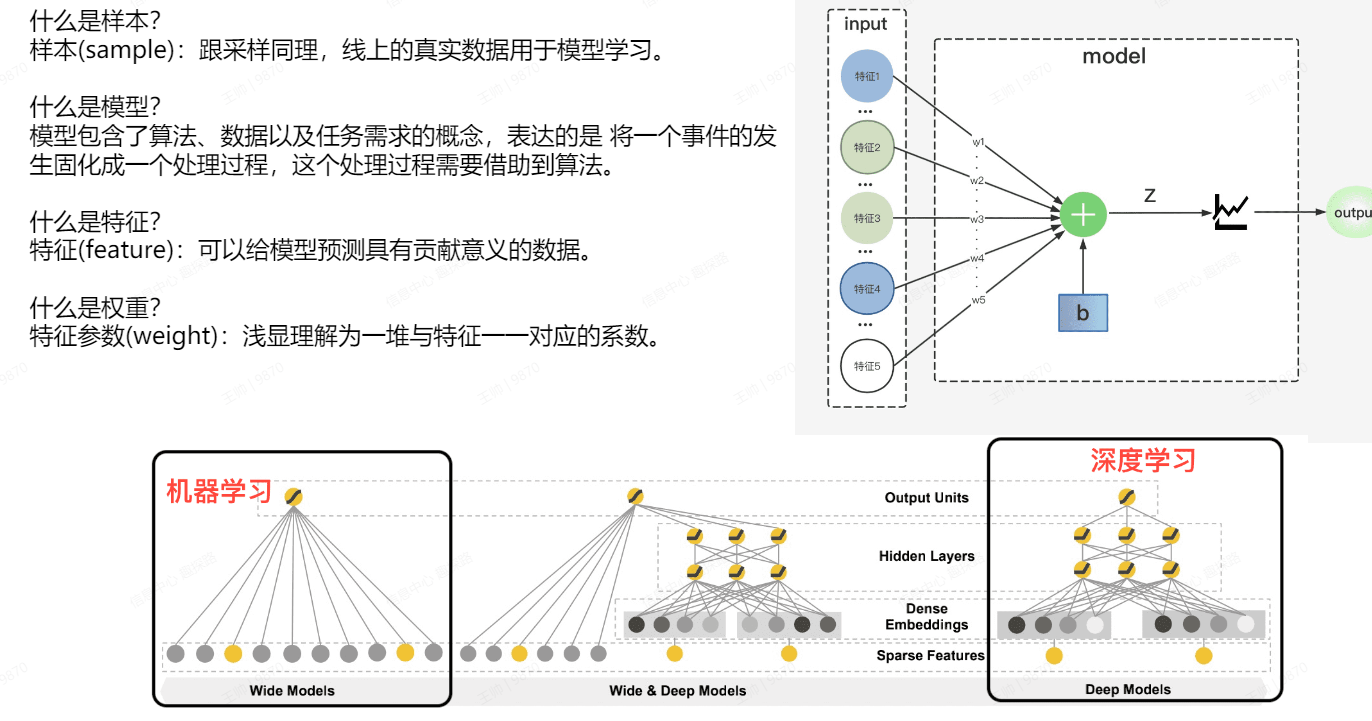 什么是样本？
样本(sample)：跟采样同理，线上的真实数据用于模型学习。
什么是模型？
模型包含了算法、数据以及任务需求的概念，表达的是 将一个事件的发
生固化成一个处理过程，这个处理过程需要借助到算法。
什么是特征？
特征(feature)：可以给模型预测具有贡献意义的数据。
什么是权重？
特征参数(weight)：浅显理解为一堆与特征一一对应的系数。
input
model
特征1
...
特征2
...
特征3
...
特征4
...
特征5
w1
w2
w3
w4
w5
Z
b
outpu
机器学习
深度学习
Output Units
Hidden Layers
Dense
Embeddings
Sparse Features
Wide Models
Wide & Deep Models
Deep Models